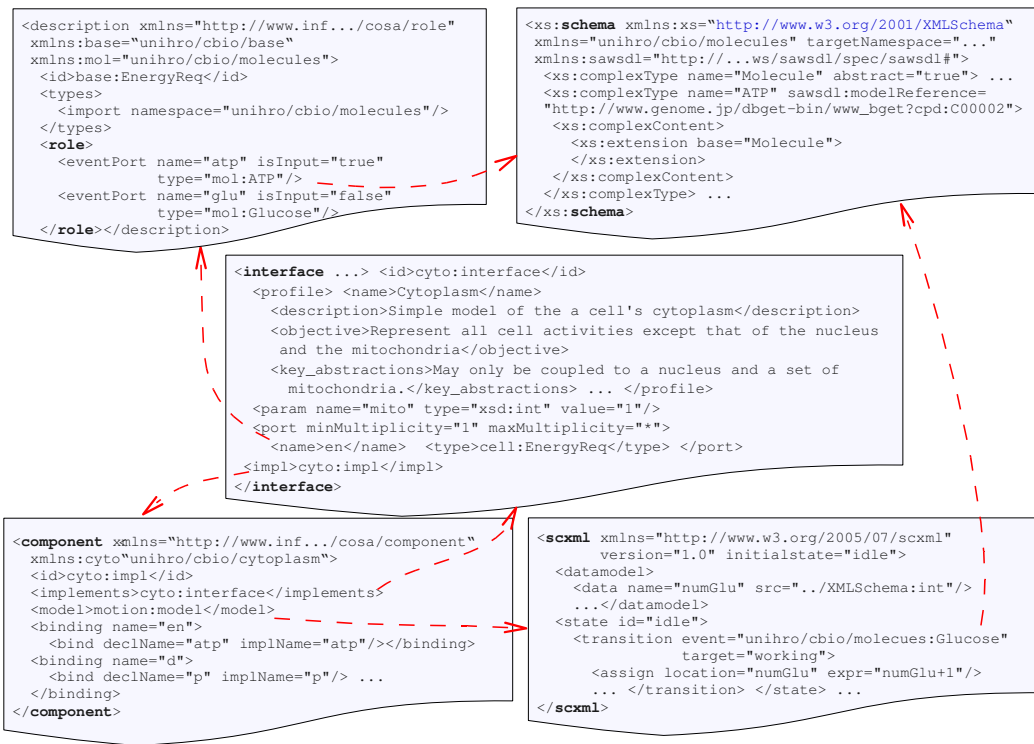 <description xmlns="http://www.inf.../cosa/role"
xmlns:base=“unihro/cbio/base“
xmlns:mol="unihro/cbio/molecules">
<id>base:EnergyReq</id>
<types>
<import namespace="unihro/cbio/molecules"/>
</types>
<role>
<eventPort name="atp" isInput="true"
type="mol:ATP"/>
<eventPort name="glu" isInput="false"
type="mol:Glucose"/>
</role></description>
<xs:schema xmlns:xs=“http://www.w3.org/2001/XMLSchema“
xmlns="unihro/cbio/molecules" targetNamespace="..."
xmlns:sawsdl="http://...ws/sawsdl/spec/sawsdl#">
<xs:complexType name="Molecule" abstract="true"> ...
<xs:complexType name="ATP" sawsdl:modelReference=
"http://www.genome.jp/dbget-bin/www_bget?cpd:C00002">
<xs:complexContent>
<xs:extension base="Molecule">
</xs:extension>
</xs:complexContent>
</xs:complexType> ...
</xs:schema>
<interface ...> <id>cyto:interface</id>
<profile> <name>Cytoplasm</name>
<description>Simple model of the a cell's cytoplasm</description>
<objective>Represent all cell activities except that of the nucleus
and the mitochondria</objective>
<key_abstractions>May only be coupled to a nucleus and a set of
mitochondria.</key_abstractions> ... </profile>
<param name="mito" type="xsd:int" value="1"/>
<port minMultiplicity="1" maxMultiplicity="*">
<name>en</name> <type>cell:EnergyReq</type> </port>
<impl>cyto:impl</impl>
</interface>
<component xmlns="http://www.inf.../cosa/component“
xmlns:cyto“unihro/cbio/cytoplasm“>
<id>cyto:impl</id>
<implements>cyto:interface</implements>
<model>motion:model</model>
<binding name="en">
<bind declName="atp" implName="atp"/></binding>
<binding name="d">
<bind declName="p" implName="p"/> ...
</binding>
</component>
<scxml xmlns="http://www.w3.org/2005/07/scxml"
version="1.0" initialstate="idle">
<datamodel>
<data name="numGlu" src="../XMLSchema:int"/>
...</datamodel>
<state id="idle">
<transition event="unihro/cbio/molecues:Glucose"
target="working">
<assign location="numGlu" expr="numGlu+1"/>
... </transition> </state> ...
</scxml>